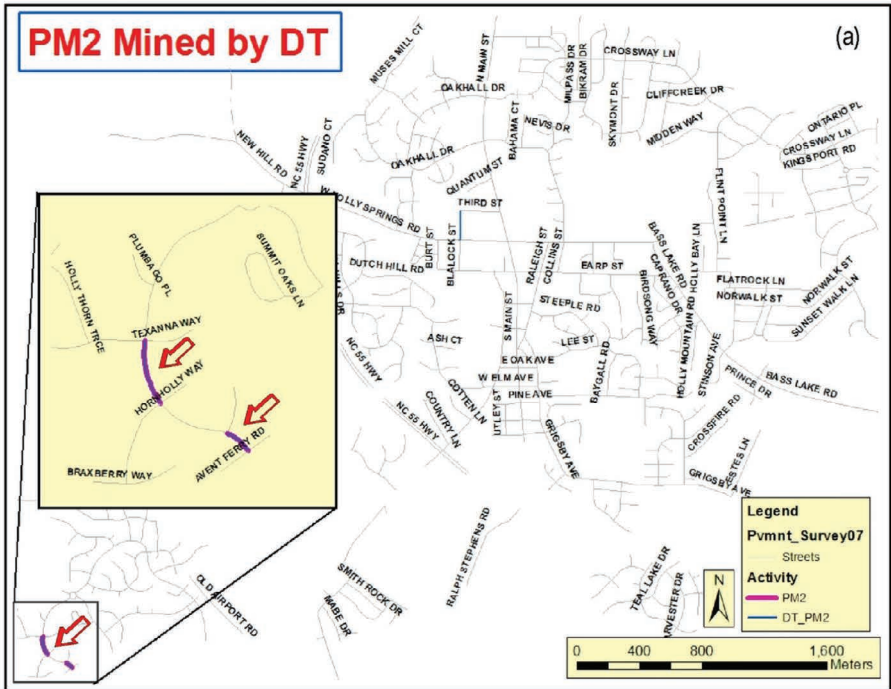 PM2 Mined by DT
(a)
MUSES MILL CT
N MAIN ST
MILPASS DR
BIKRAM DR
CROSSWAY LN
OAKHALL DR
CLIFFCREEK DR
BAHAMA CT
NEVIS DR
SKYMONT DR
MIDDEN WAY
ONTARIO PL
CROSSWAY LN
KINGSPORT RD
NEW HILL RD
NC 55 HWY
SUDANO CT
OAKHALL DR
QUANTUM ST
FLINT POINT LN
W HOLLY SPRINGS RD
THIRD ST
BURT ST
BLALOCK ST
DUTCH HILL RD
RALEIGH ST
COLLINS ST
EARP ST
BASS LAKE RD
CAPRANO DR
BIRDSONG WAY
HOLLY BAY LN
HOLLY MOUNTAIN RD
FLATROCK LN
NORWALK ST
NORWALK ST
SUNSET WALK LN
S MAIN ST
STEEPLE RD
LEE ST
ASH CT
E OAK AVE
W ELM AVE
PINE AVE
BAYGALL RD
STINSON AVE
PRINCE DR
BASS LAKE RD
NC 55 HWY
NC 55 HWY
COUNTRY LN
COTTEN LN
UTLEY ST
GRIGSBY AVE
CROSSFIRE RD
ESTES LN
GRIGSBY AVE
PLUMBAGO PL
SUMMIT OAKS LN
HOLLY THORN TRCE
TEXANNA WAY
HORNHOLLY WAY
AVENT FERRY RD
BRAXBERRY WAY
OLD AIRPORT RD
SMITH ROCK DR
MABE DR
RALPH STEPHENS RD
TEAL LAKE DR
ARVESTER DR
N
Legend
Pvmnt_Survey07
Streets
Activity
PM2
DT_PM2
0 400 800 1,600
Meters